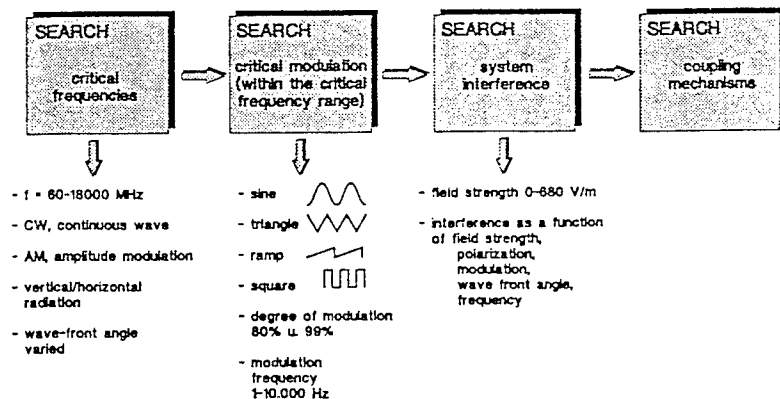 SEARCH
critical
frequencies
SEARCH
critical modulation
(within the critical
frequency range)
SEARCH
system
interference
SEARCH
coupling
mechanisms
- f = 60-18000 MHz
- CW, continuous wave
- AM, amplitude modulation
- vertical/horizontal
radiation
- wave-front angle
varied
- sine
- triangle
- ramp
- square
- degree of modulation
80% u. 99%
- modulation
frequency
1-10.000 Hz
- field strength 0-680 V/m
- interference as a function
of field strength,
polarization,
modulation,
wave front angle,
frequency